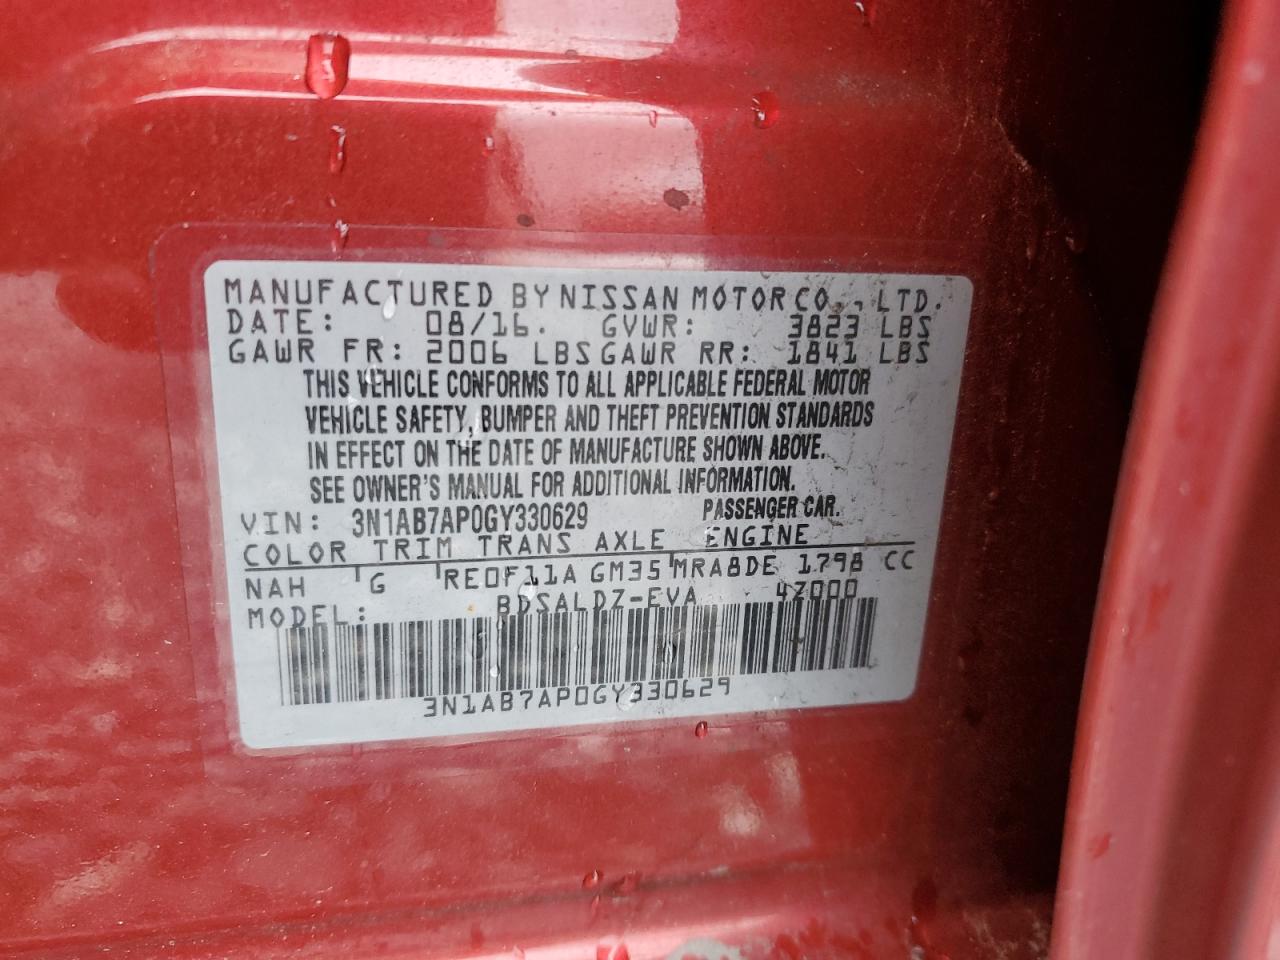 MANUFACTURED BY NISSAN MOTOR CO., LTD.
DATE: 08/16. GVWR: 3823 LBS
GAWR FR: 2006 LBS GAWR RR: 1841 LBS
THIS VEHICLE CONFORMS TO ALL APPLICABLE FEDERAL MOTOR
VEHICLE SAFETY, BUMPER AND THEFT PREVENTION STANDARDS
IN EFFECT ON THE DATE OF MANUFACTURE SHOWN ABOVE.
SEE OWNER'S MANUAL FOR ADDITIONAL INFORMATION.
VIN: 3N1AB7AP0GY330629 PASSENGER CAR.
COLOR TRIM TRANS AXLE ENGINE
NAH G RE0F11A GM35 MRA8DE 1798 CC
MODEL: BDSALDZ-EVA 4Z000
3N1AB7AP0GY330629